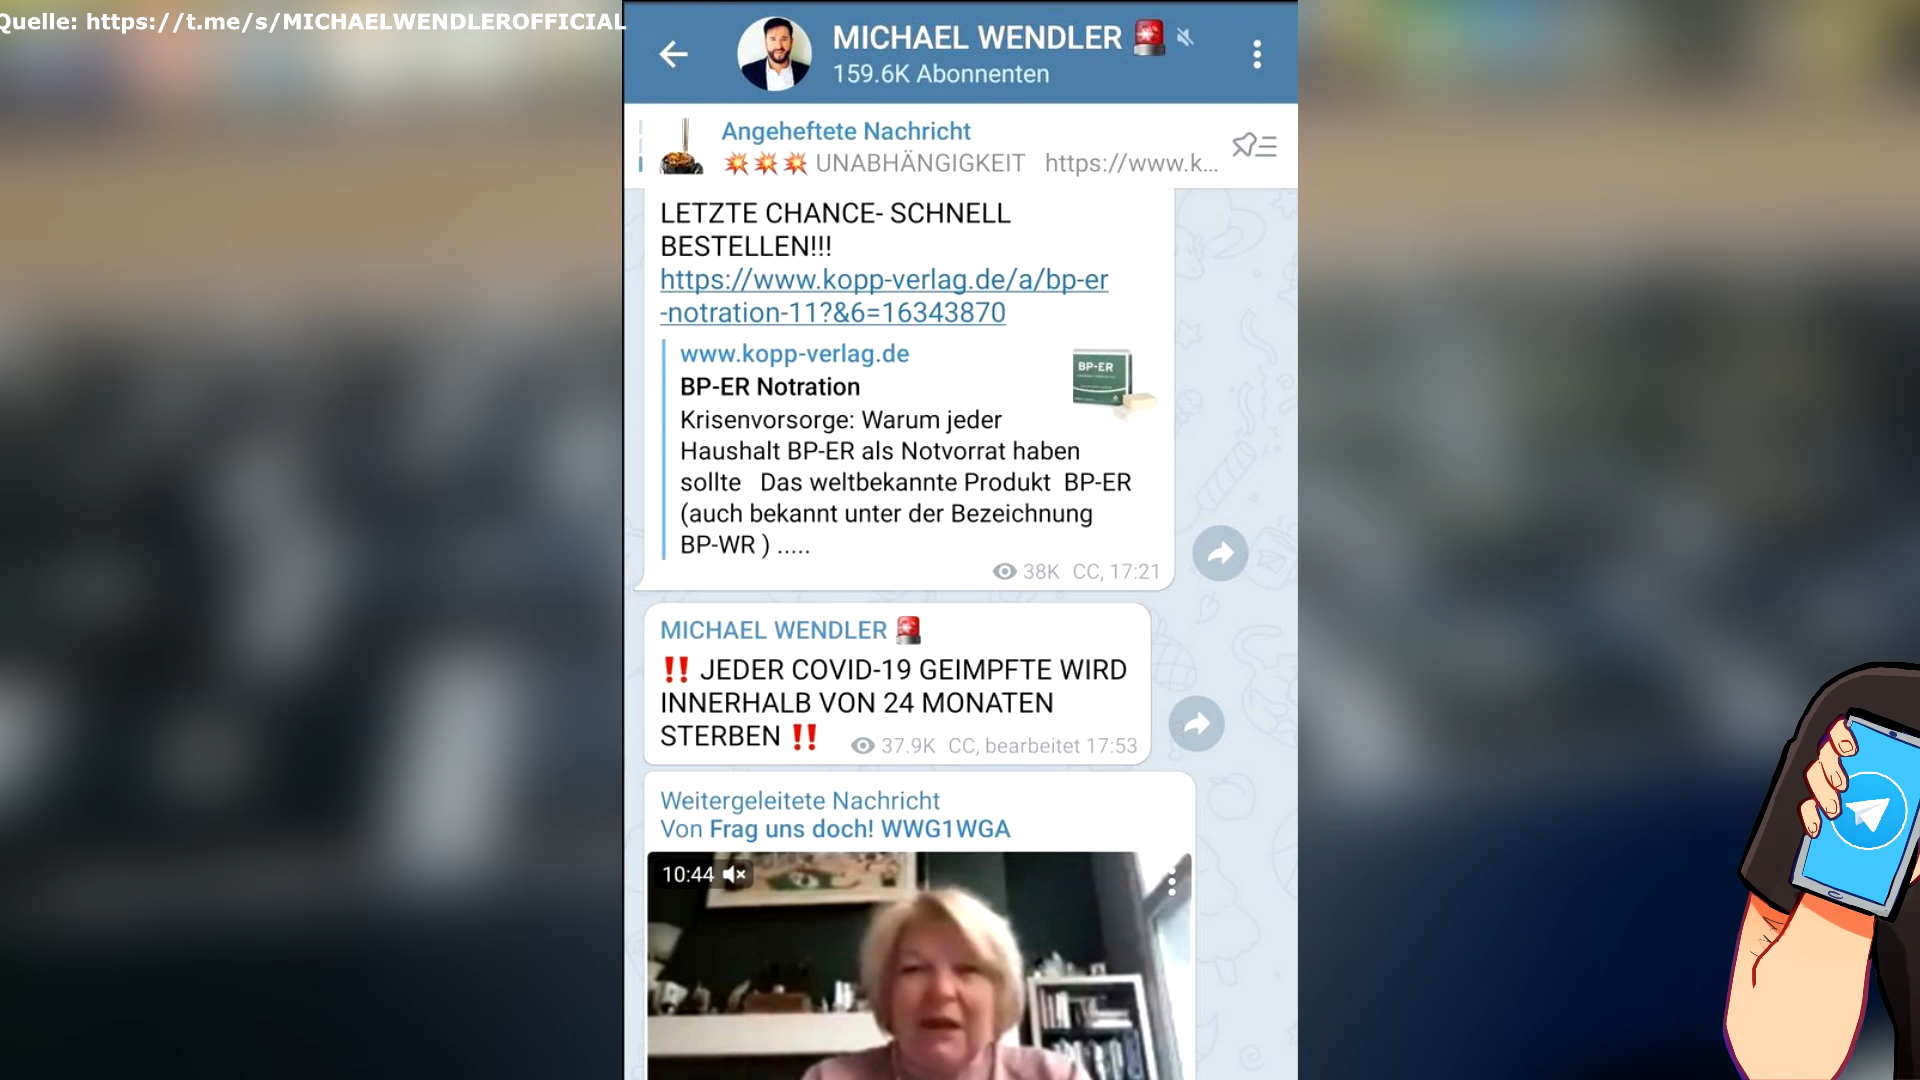 Quelle: https://t.me/s/MICHAELWENDLEROFFICIAL
MICHAEL WENDLER 🚨
159.6K Abonnenten
Angeheftete Nachricht
💥💥💥 UNABHÄNGIGKEIT https://www.k...
LETZTE CHANCE- SCHNELL
BESTELLEN!!!
https://www.kopp-verlag.de/a/bp-er
-notration-11?&6=16343870
www.kopp-verlag.de
BP-ER Notration
BP-ER
Krisenvorsorge: Warum jeder
Haushalt BP-ER als Notvorrat haben
sollte Das weltbekannte Produkt BP-ER
(auch bekannt unter der Bezeichnung
BP-WR ) .....
38K CC, 17:21
MICHAEL WENDLER 🚨
‼️ JEDER COVID-19 GEIMPFTE WIRD
INNERHALB VON 24 MONATEN
STERBEN ‼️
37.9K CC, bearbeitet 17:53
Weitergeleitete Nachricht
Von Frag uns doch! WWG1WGA
10:44